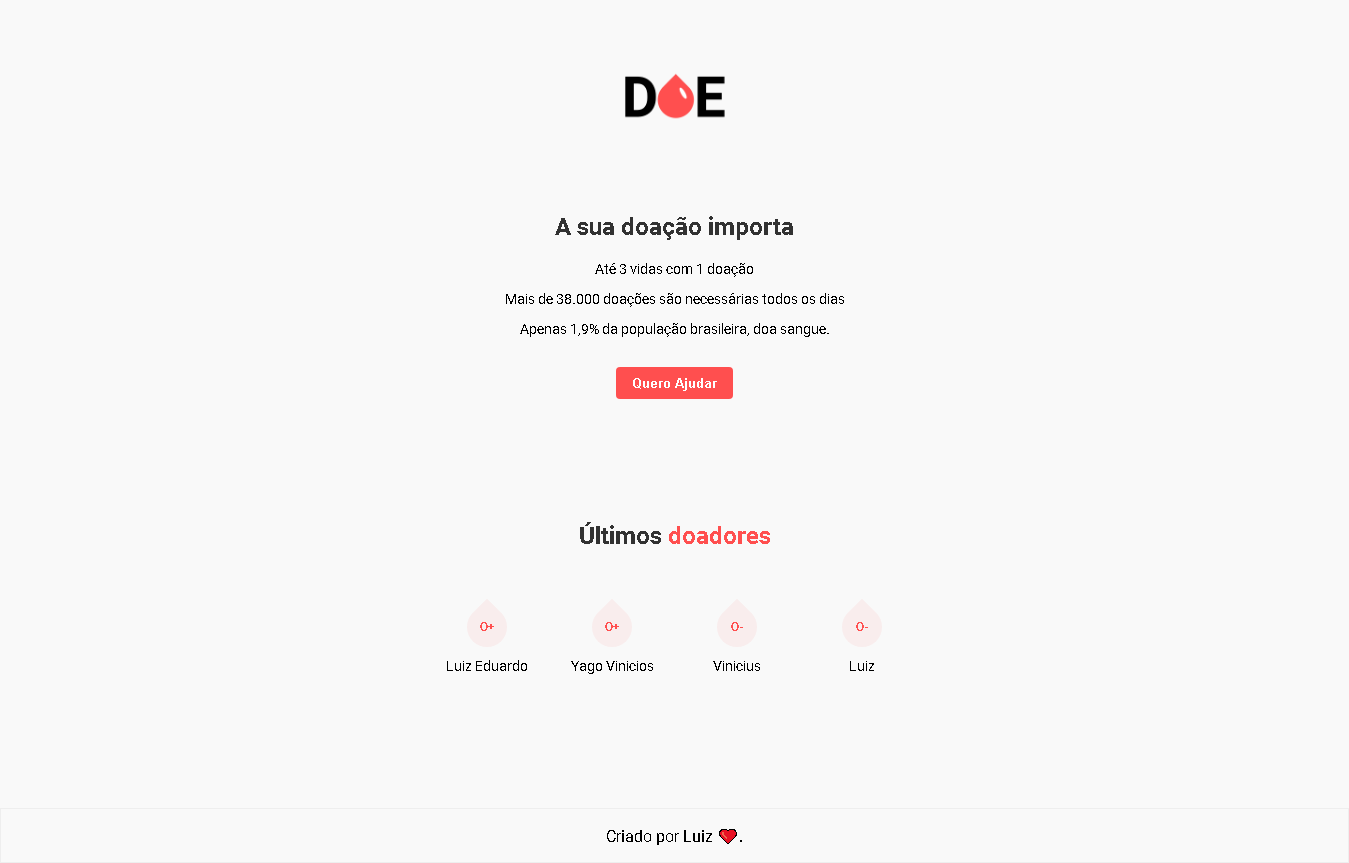 DOE
A sua doação importa
Até 3 vidas com 1 doação
Mais de 38.000 doações são necessárias todos os dias
Apenas 1,9% da população brasileira, doa sangue.
Quero Ajudar
Últimos doadores
O+ O+ O- O-
Luiz Eduardo Yago Vinicios Vinicius Luiz
Criado por Luiz ❤.